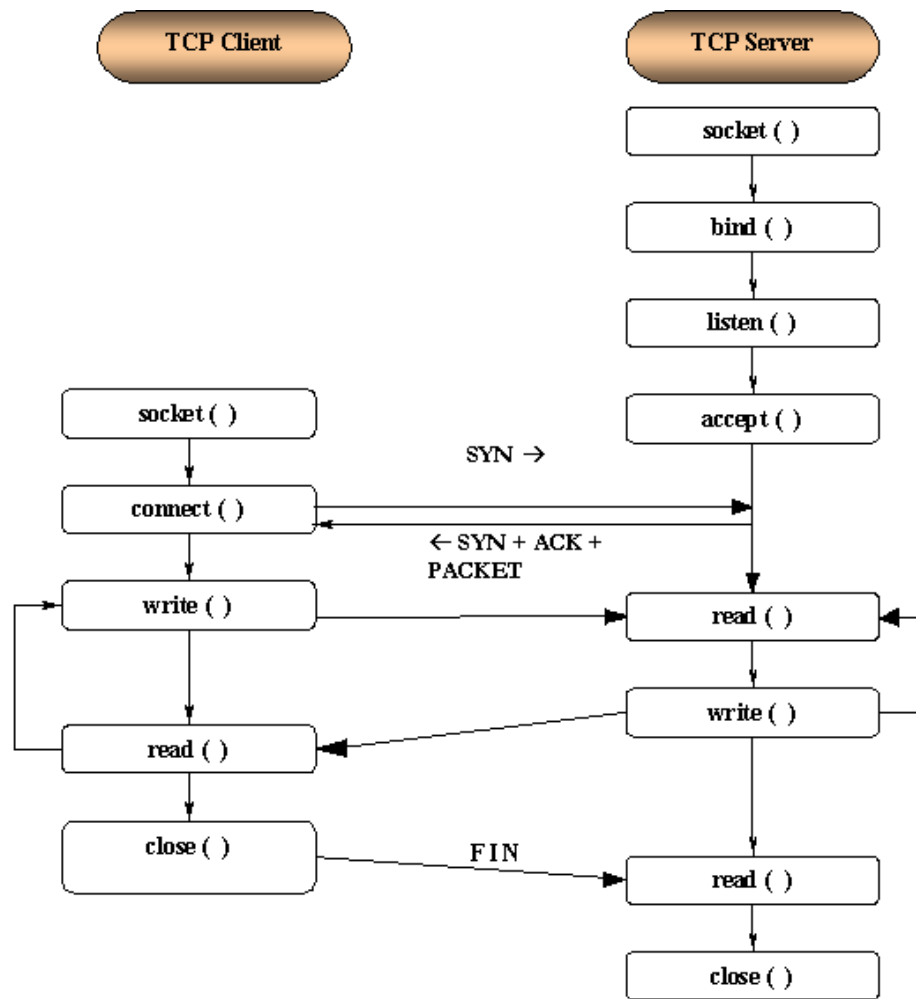 TCP Client
TCP Server
socket ( )
bind ( )
listen ( )
socket ( )
accept ( )
SYN →
connect ( )
← SYN + ACK +
PACKET
write ( )
read ( )
write ( )
read ( )
close ( )
FIN
read ( )
close ( )